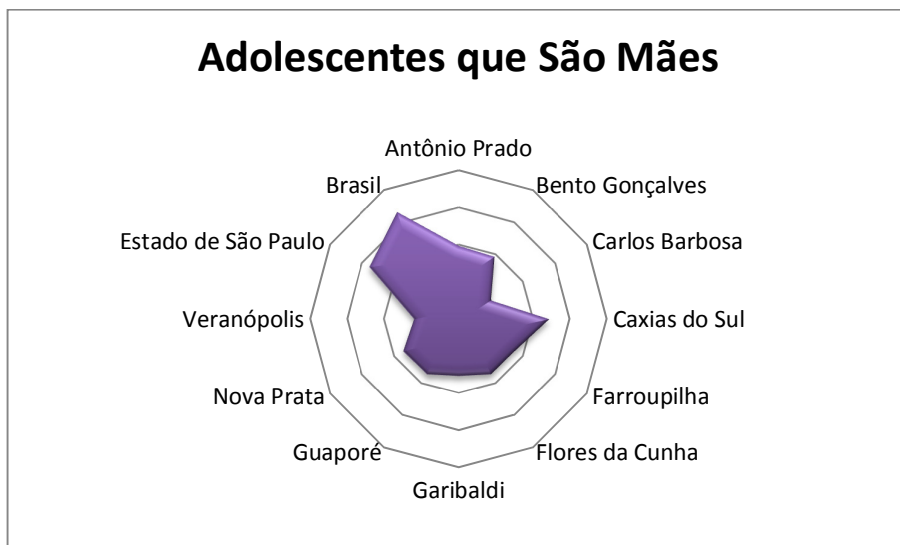 Adolescentes que São Mães
Antônio Prado
Brasil
Bento Gonçalves
Estado de São Paulo
Carlos Barbosa
Veranópolis
Caxias do Sul
Nova Prata
Farroupilha
Guaporé
Flores da Cunha
Garibaldi